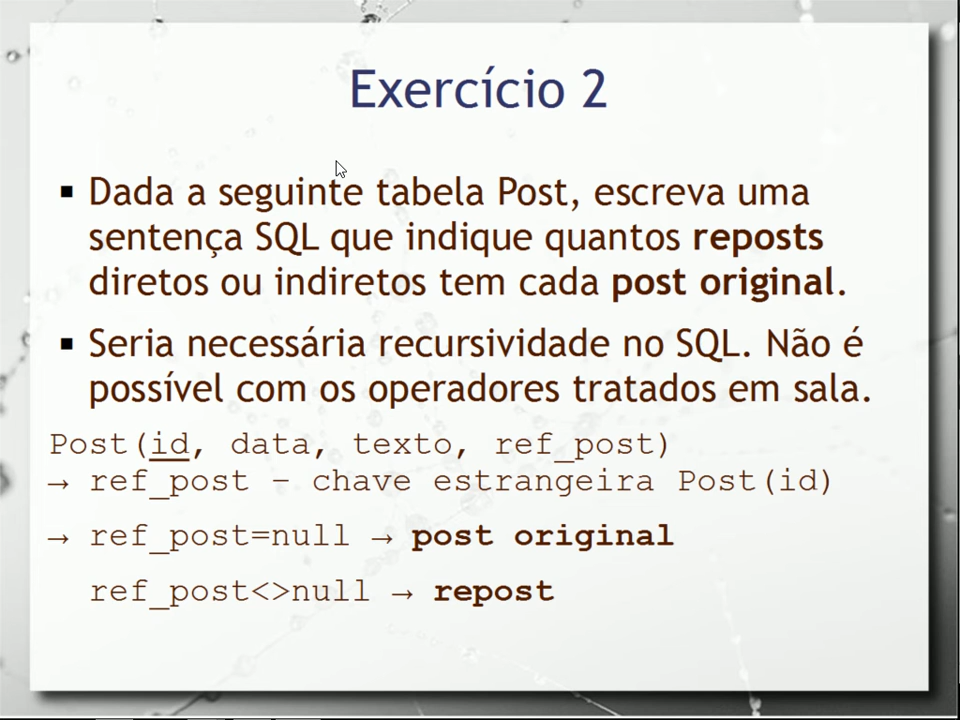 Exercício 2
▪ Dada a seguinte tabela Post, escreva uma
sentença SQL que indique quantos reposts
diretos ou indiretos tem cada post original.
▪ Seria necessária recursividade no SQL. Não é
possível com os operadores tratados em sala.
Post(id, data, texto, ref_post)
→ ref_post – chave estrangeira Post(id)
→ ref_post=null → post original
ref_post<>null → repost